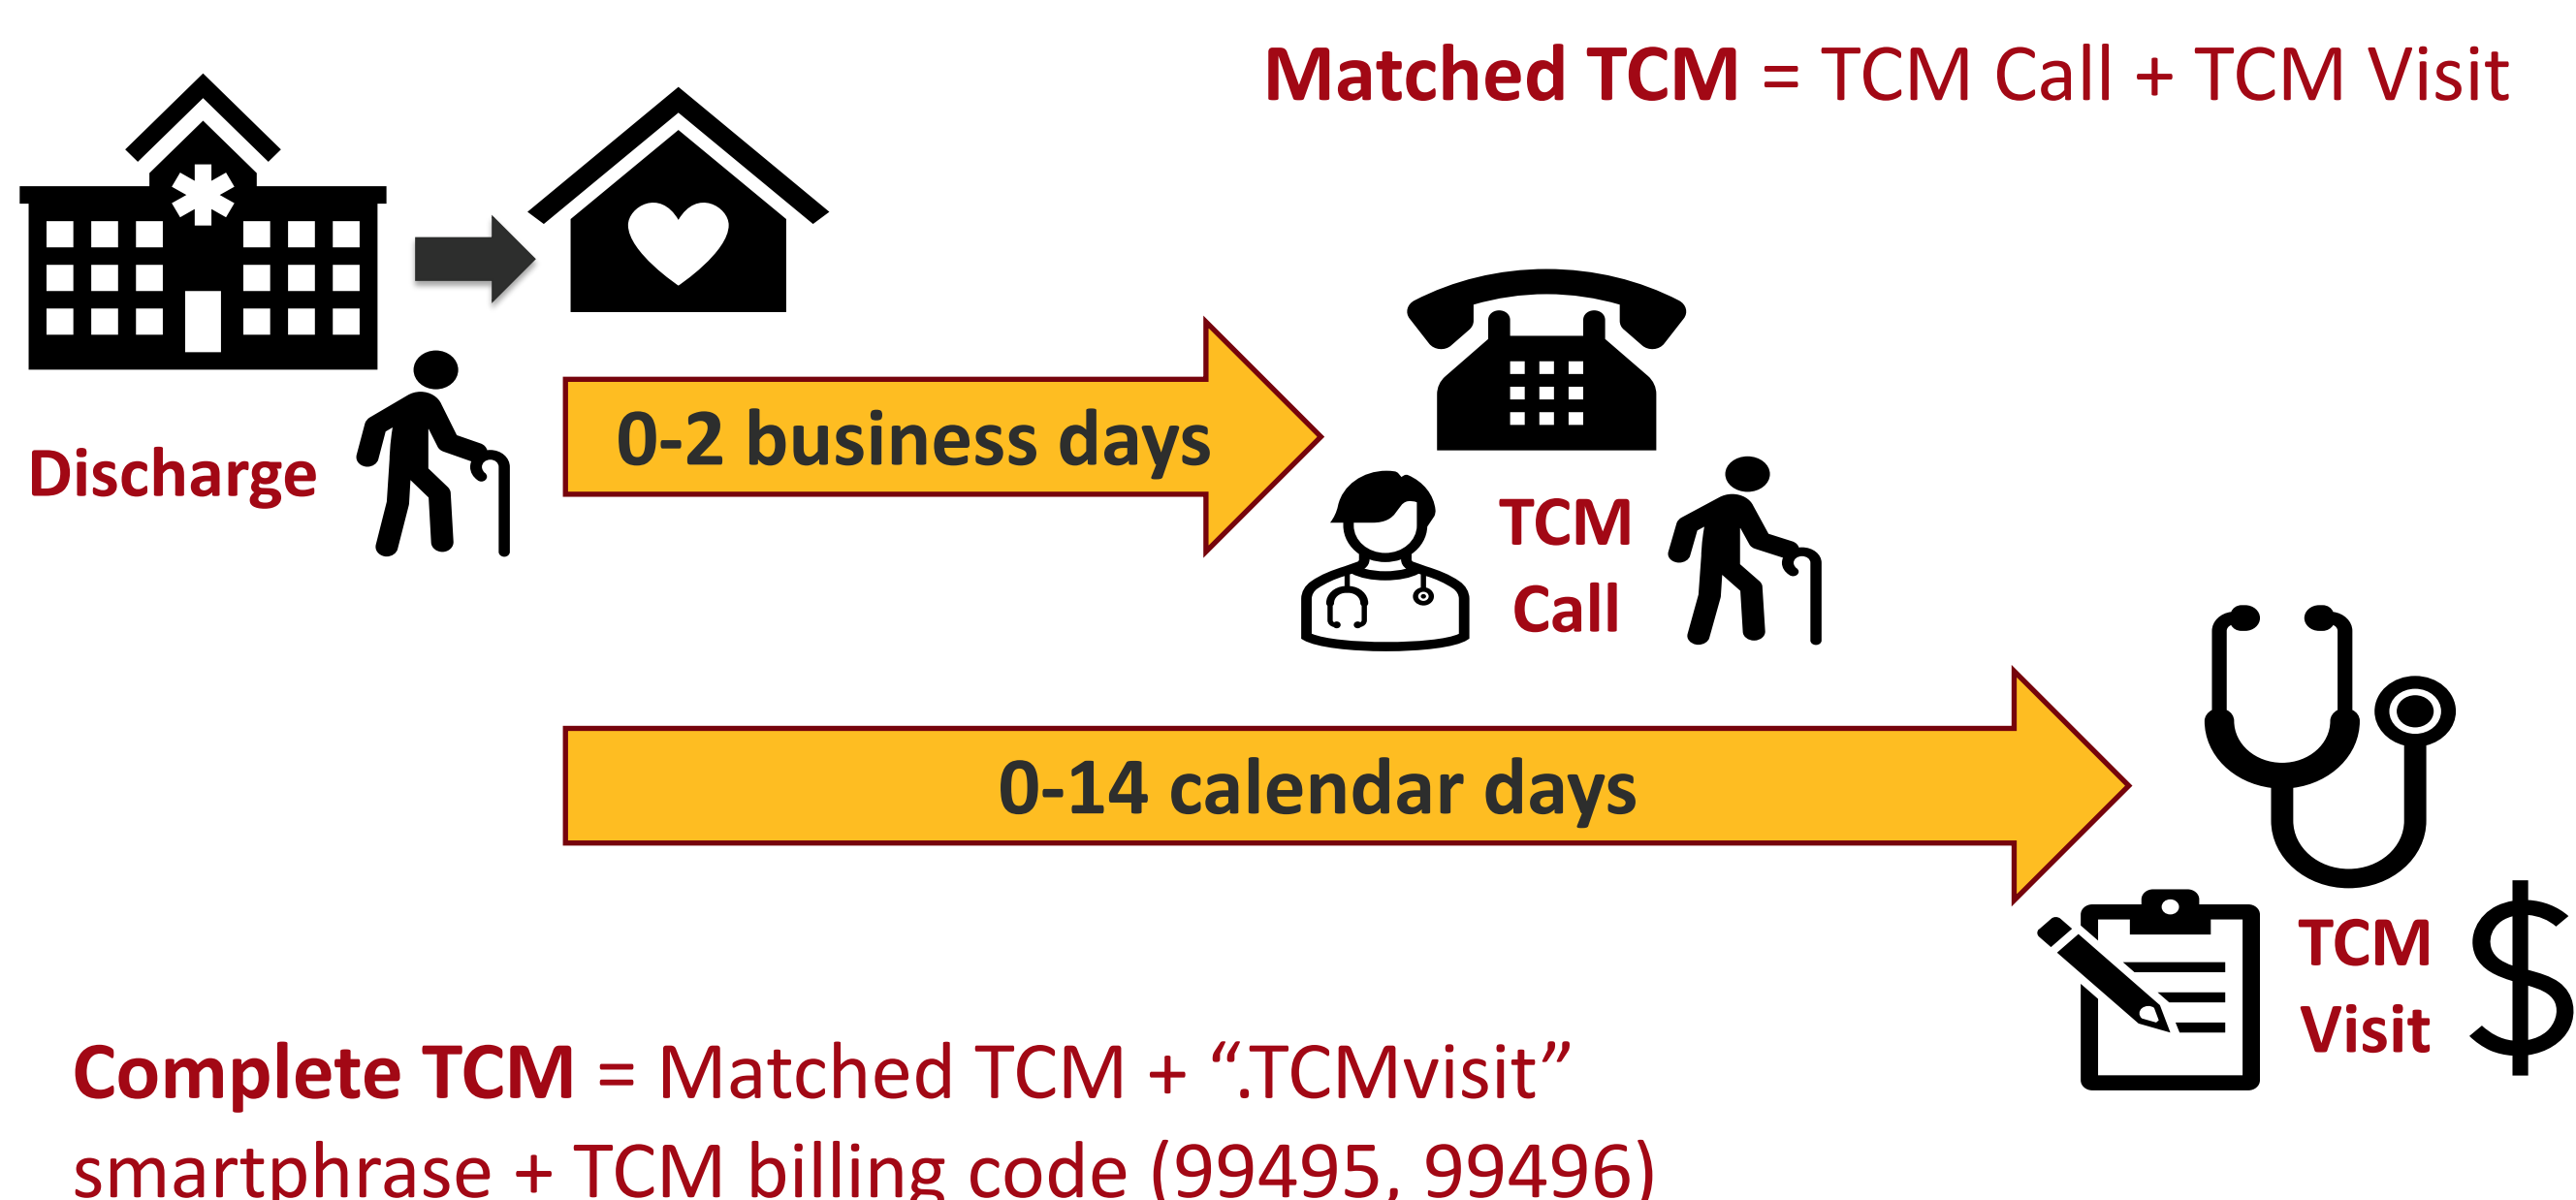 Matched TCM = TCM Call + TCM Visit
Discharge
0-2 business days
TCM
Call
0-14 calendar days
TCM
Visit
Complete TCM = Matched TCM + “.TCMvisit”
smartphrase + TCM billing code (99495, 99496)